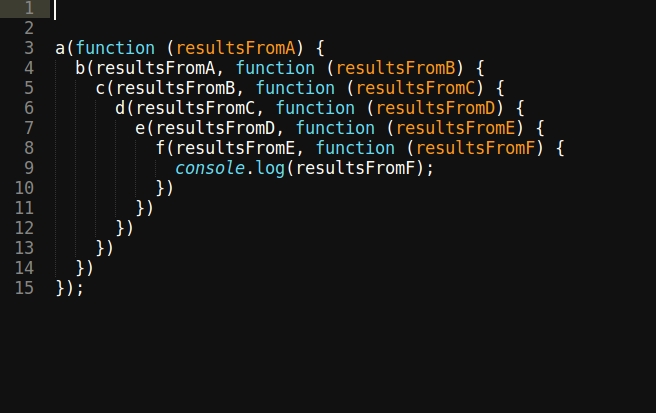 1
2
3 a(function (resultsFromA) {
4   b(resultsFromA, function (resultsFromB) {
5     c(resultsFromB, function (resultsFromC) {
6       d(resultsFromC, function (resultsFromD) {
7         e(resultsFromD, function (resultsFromE) {
8           f(resultsFromE, function (resultsFromF) {
9             console.log(resultsFromF);
10           })
11         })
12       })
13     })
14   })
15 });